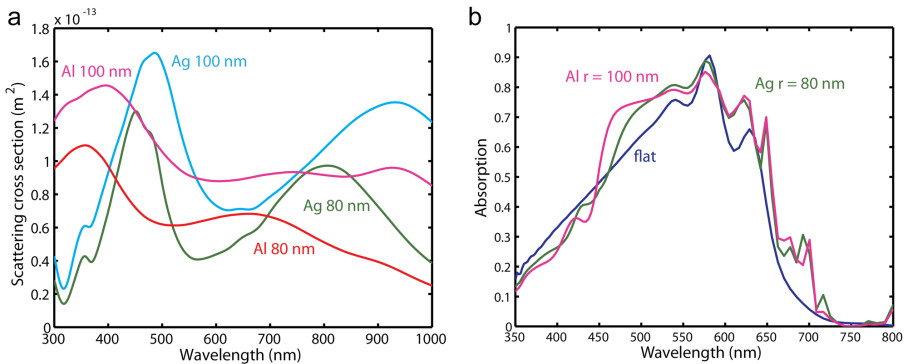 a
x 10⁻¹³
1.8
1.6
1.4
1.2
1
0.8
0.6
0.4
0.2
0
Scattering cross section (m²)
Al 100 nm
Ag 100 nm
Ag 80 nm
Al 80 nm
300 400 500 600 700 800 900 1000
Wavelength (nm)
b
1
0.9
0.8
0.7
0.6
0.5
0.4
0.3
0.2
0.1
0
Absorption
Al r = 100 nm
Ag r = 80 nm
flat
350 400 450 500 550 600 650 700 750 800
Wavelength (nm)